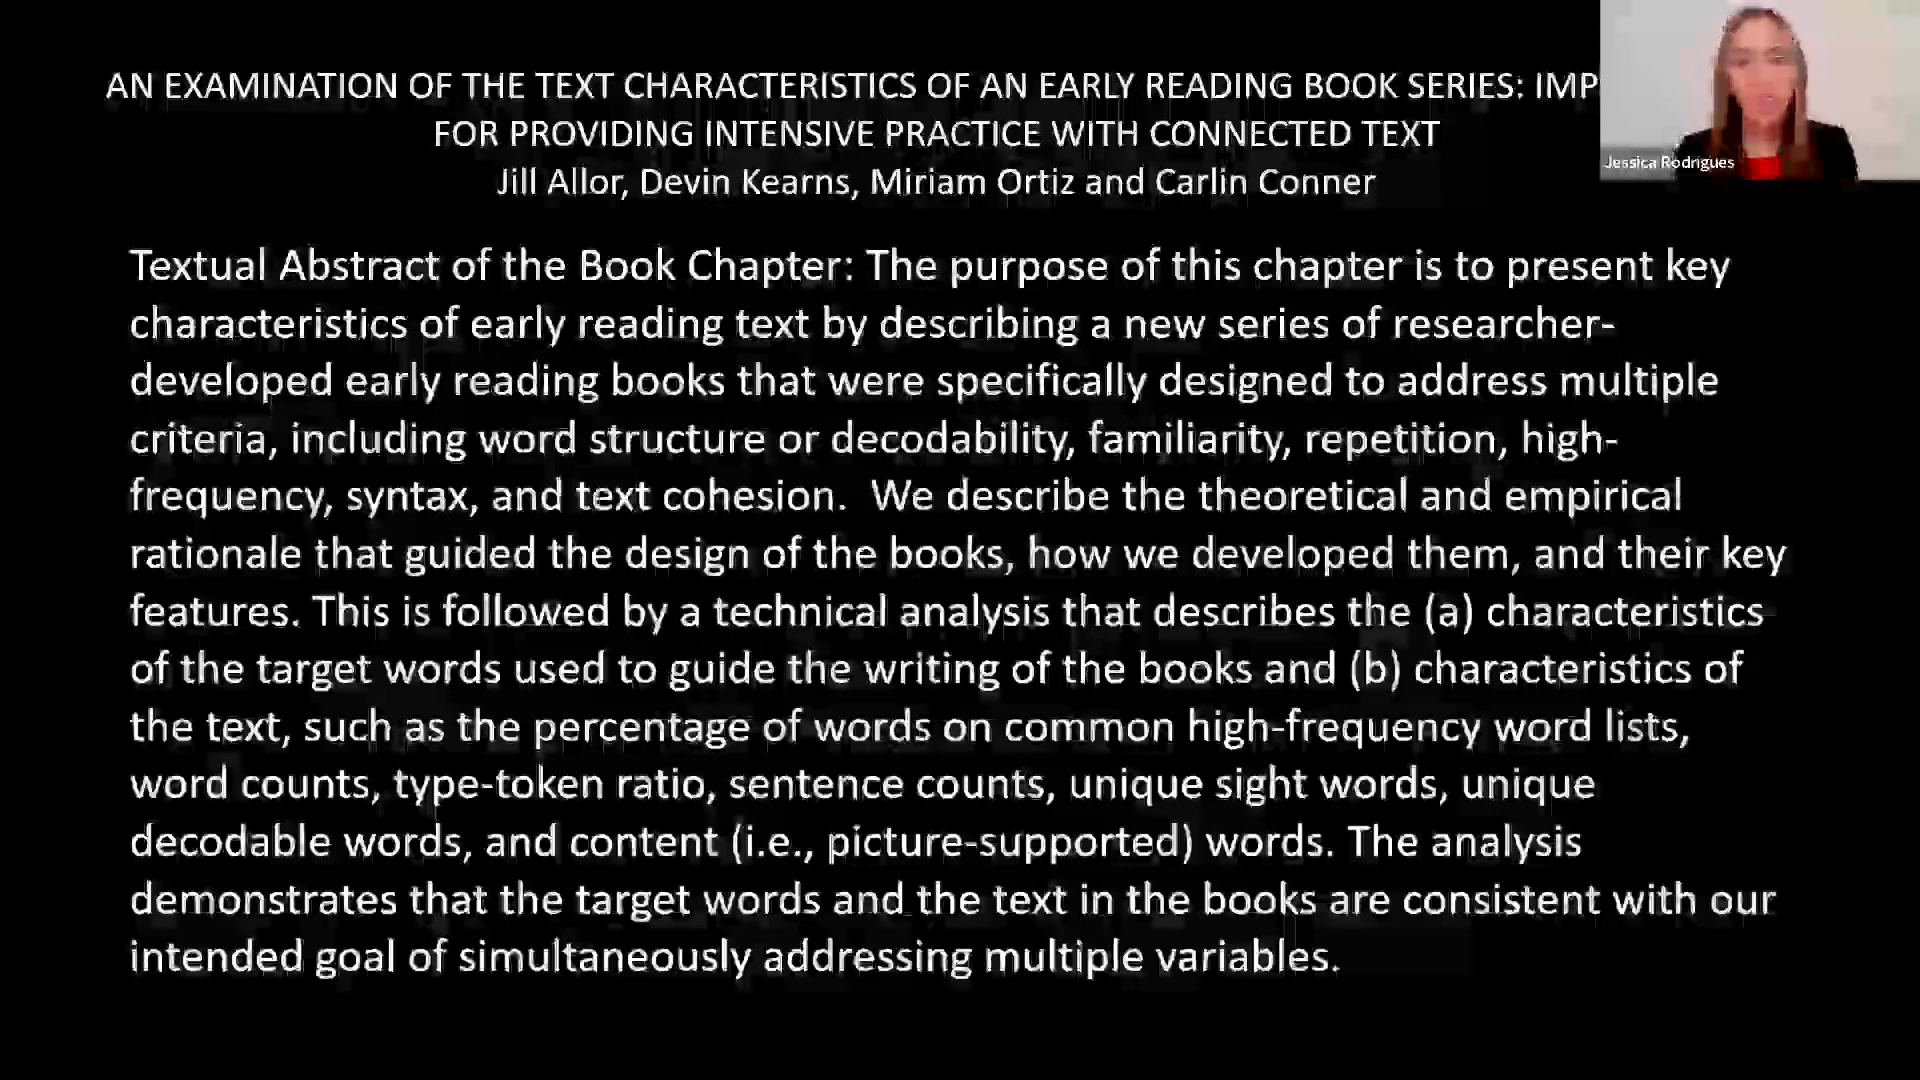 AN EXAMINATION OF THE TEXT CHARACTERISTICS OF AN EARLY READING BOOK SERIES: IMP
FOR PROVIDING INTENSIVE PRACTICE WITH CONNECTED TEXT
Jill Allor, Devin Kearns, Miriam Ortiz and Carlin Conner
Jessica Rodrigues
Textual Abstract of the Book Chapter: The purpose of this chapter is to present key
characteristics of early reading text by describing a new series of researcher-
developed early reading books that were specifically designed to address multiple
criteria, including word structure or decodability, familiarity, repetition, high-
frequency, syntax, and text cohesion.  We describe the theoretical and empirical
rationale that guided the design of the books, how we developed them, and their key
features. This is followed by a technical analysis that describes the (a) characteristics
of the target words used to guide the writing of the books and (b) characteristics of
the text, such as the percentage of words on common high-frequency word lists,
word counts, type-token ratio, sentence counts, unique sight words, unique
decodable words, and content (i.e., picture-supported) words. The analysis
demonstrates that the target words and the text in the books are consistent with our
intended goal of simultaneously addressing multiple variables.